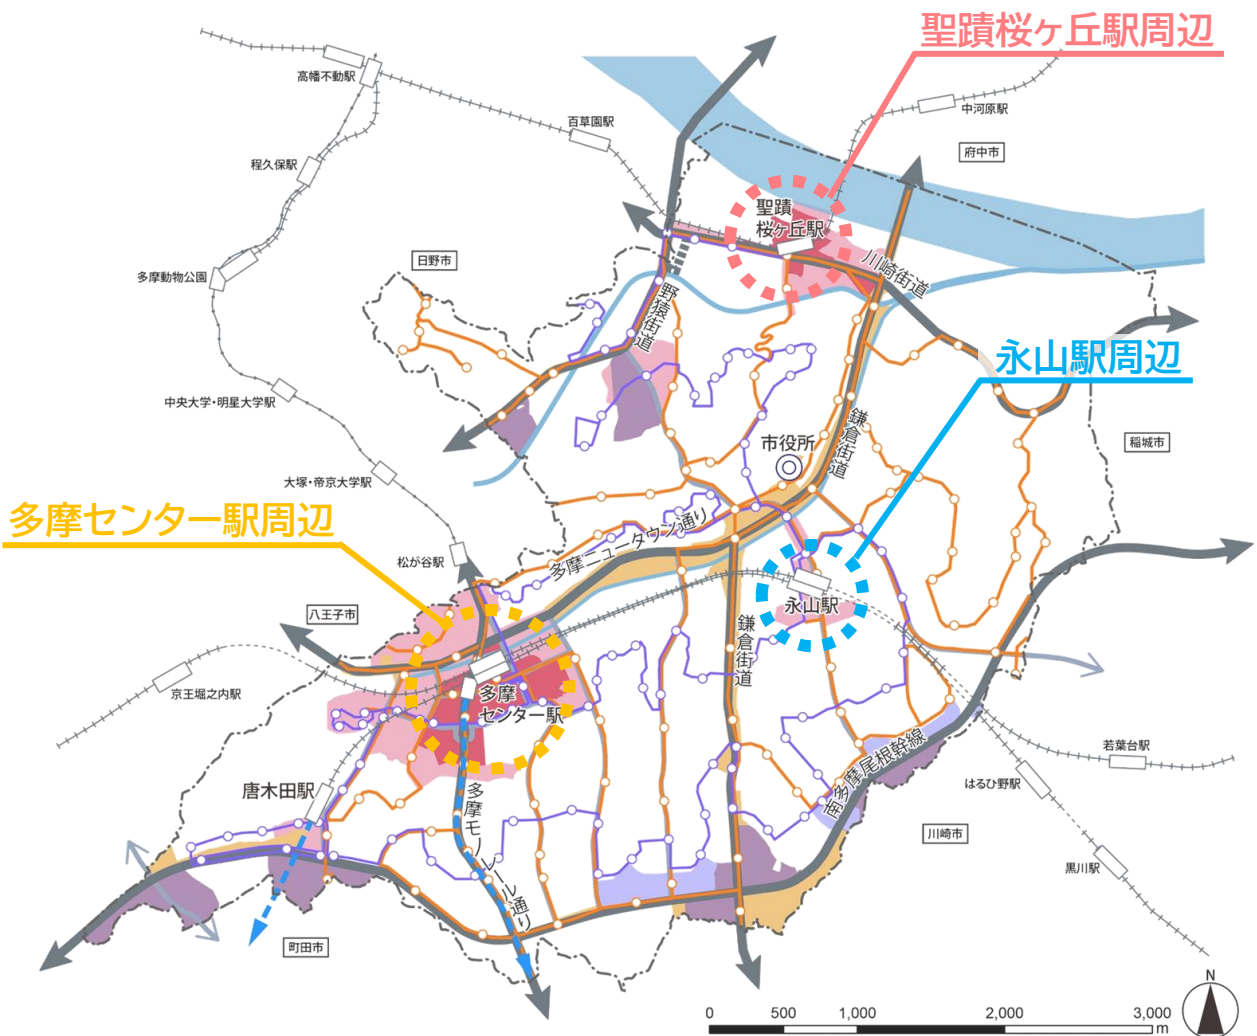 聖蹟桜ヶ丘駅周辺
高幡不動駅
中河原駅
百草園駅
府中市
程久保駅
聖蹟
桜ヶ丘駅
日野市
川崎街道
多摩動物公園
野猿街道
永山駅周辺
中央大学・明星大学駅
鎌倉街道
市役所
稲城市
大塚・帝京大学駅
多摩センター駅周辺
多摩ニュータウン通り
松が谷駅
八王子市
永山駅
鎌倉街道
京王堀之内駅
多摩
センター駅
若葉台駅
南多摩尾根幹線
はるひ野駅
唐木田駅
多摩モノレール通り
川崎市
黒川駅
町田市
N
0 500 1,000 2,000 3,000
m